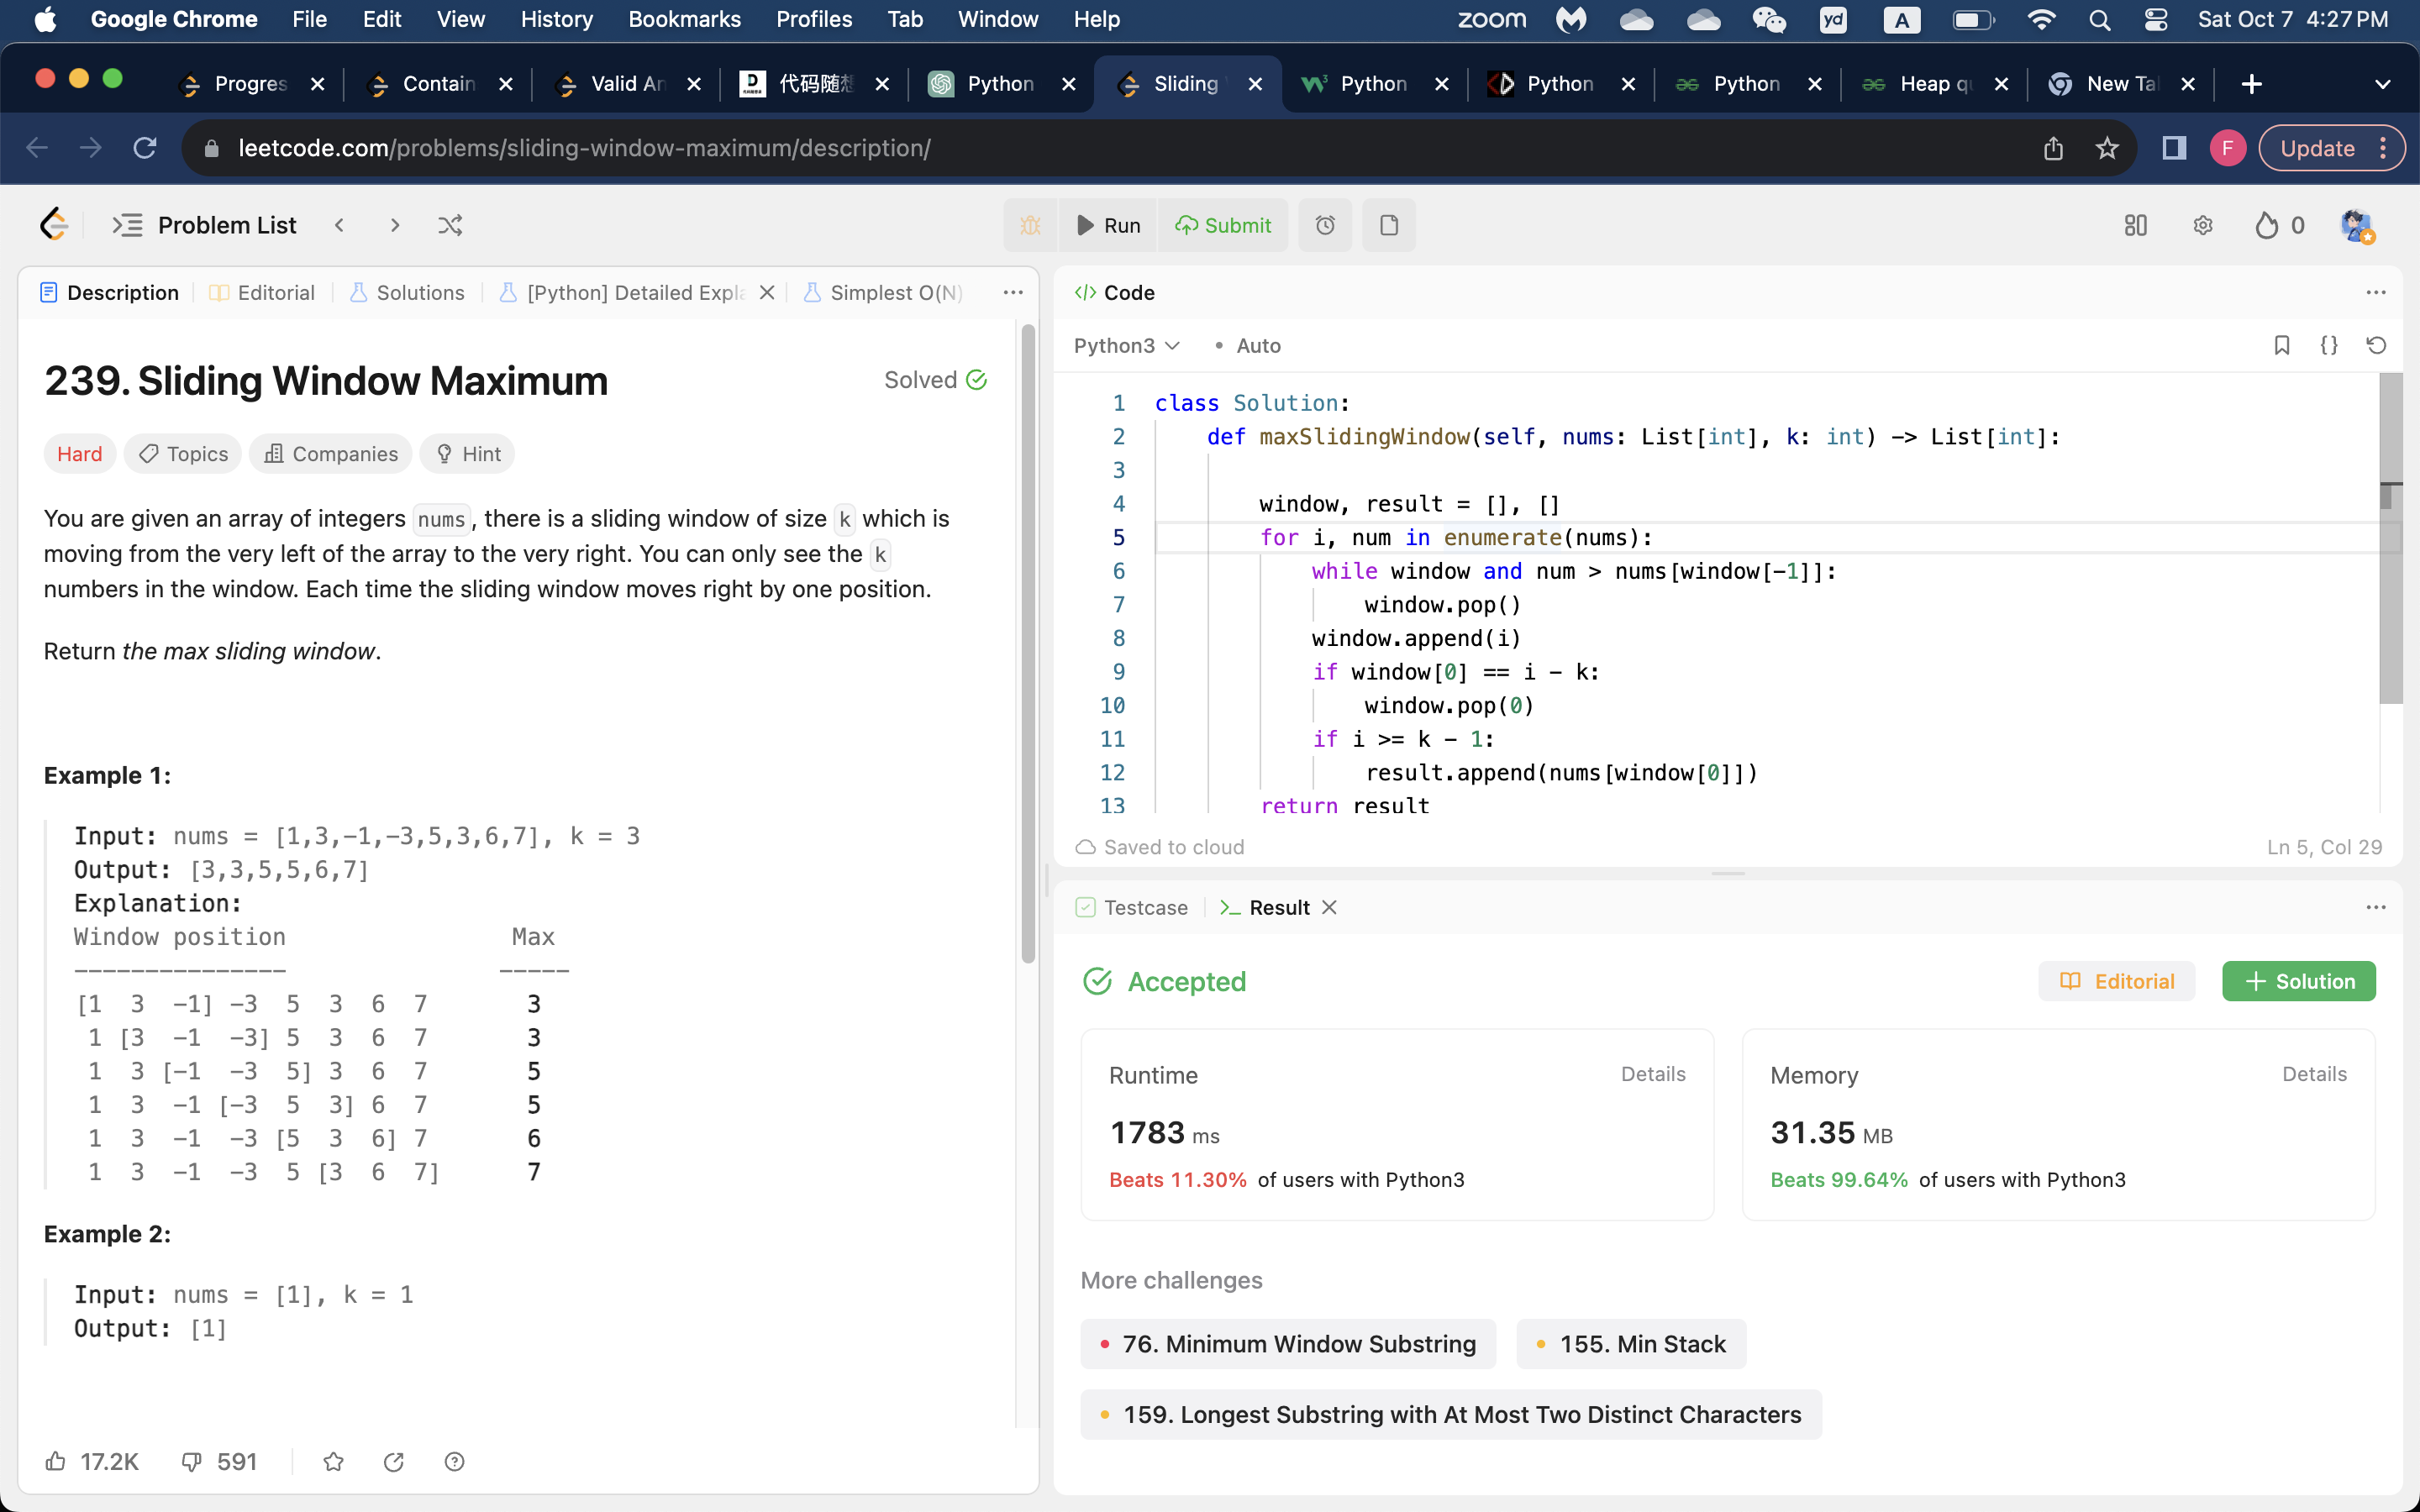 Google Chrome File Edit View History Bookmarks Profiles Tab Window Help zoom yd A Sat Oct 7 4:27 PM
Progres Contain Valid An 代码随想 Python Sliding Python Python Python Heap qu New Tab
leetcode.com/problems/sliding-window-maximum/description/ F Update
Problem List Run Submit 0
Description Editorial Solutions [Python] Detailed Expla Simplest O(N)
239. Sliding Window Maximum Solved
Hard Topics Companies Hint
You are given an array of integers nums, there is a sliding window of size k which is
moving from the very left of the array to the very right. You can only see the k
numbers in the window. Each time the sliding window moves right by one position.
Return the max sliding window.
Example 1:
Input: nums = [1,3,-1,-3,5,3,6,7], k = 3
Output: [3,3,5,5,6,7]
Explanation:
Window position Max
--------------- -----
[1 3 -1] -3 5 3 6 7 3
1 [3 -1 -3] 5 3 6 7 3
1 3 [-1 -3 5] 3 6 7 5
1 3 -1 [-3 5 3] 6 7 5
1 3 -1 -3 [5 3 6] 7 6
1 3 -1 -3 5 [3 6 7] 7
Example 2:
Input: nums = [1], k = 1
Output: [1]
17.2K 591
</> Code
Python3 • Auto {}
1 class Solution:
2 def maxSlidingWindow(self, nums: List[int], k: int) -> List[int]:
3
4 window, result = [], []
5 for i, num in enumerate(nums):
6 while window and num > nums[window[-1]]:
7 window.pop()
8 window.append(i)
9 if window[0] == i - k:
10 window.pop(0)
11 if i >= k - 1:
12 result.append(nums[window[0]])
13 return result
Saved to cloud Ln 5, Col 29
Testcase >_ Result
Accepted Editorial + Solution
Runtime Details
1783 ms
Beats 11.30% of users with Python3
Memory Details
31.35 MB
Beats 99.64% of users with Python3
More challenges
76. Minimum Window Substring 155. Min Stack
159. Longest Substring with At Most Two Distinct Characters